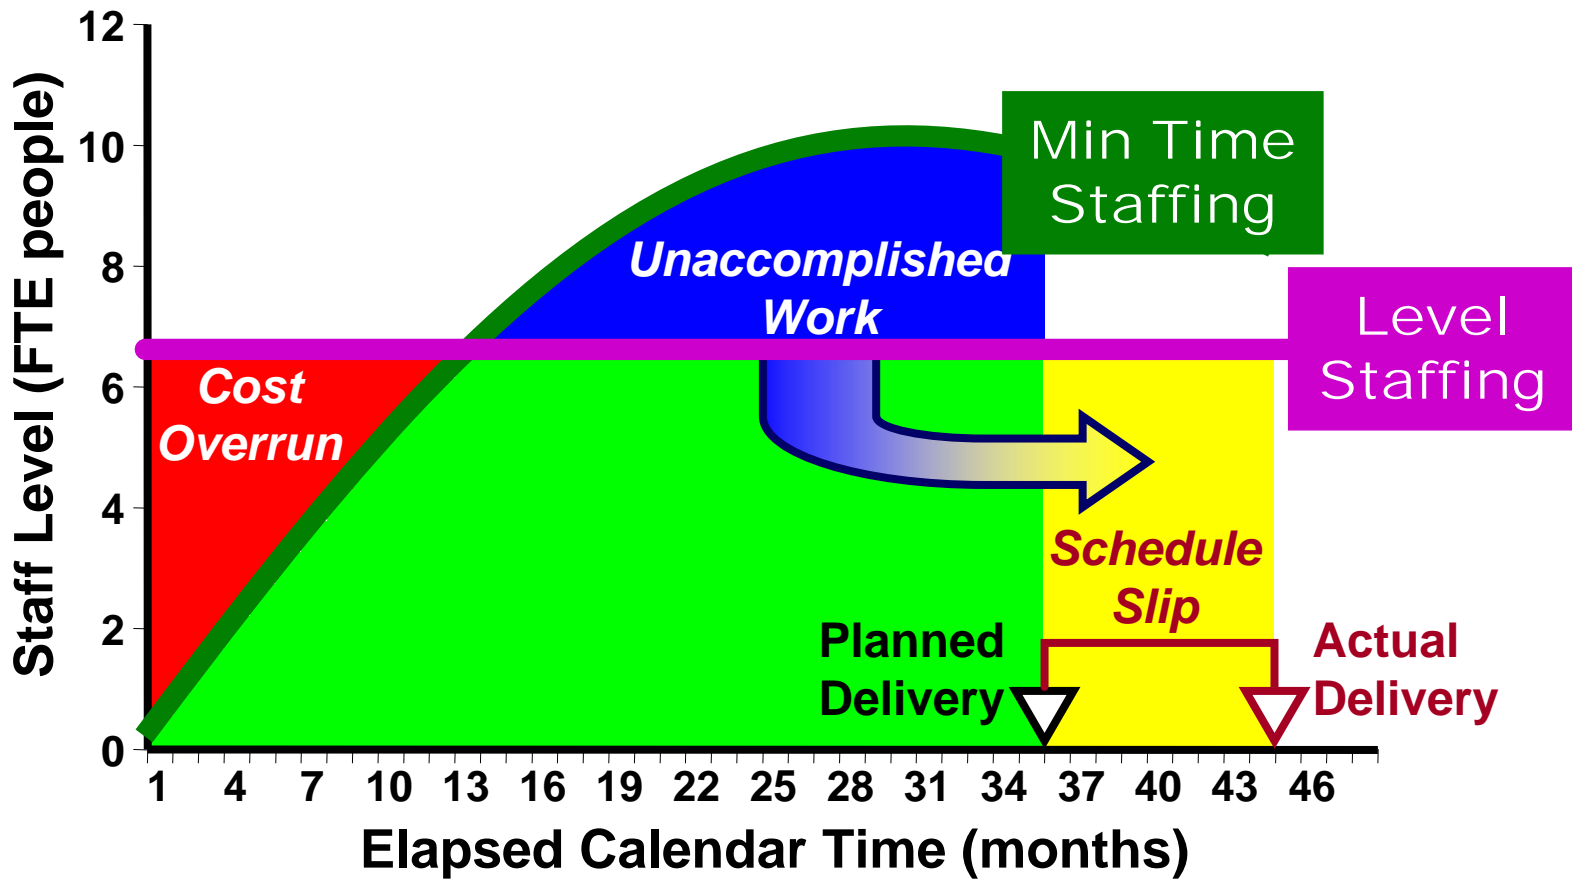 Staff Level (FTE people)
12
10
8
6
4
2
0
Min Time
Staffing
Unaccomplished
Work
Level
Staffing
Cost
Overrun
Schedule
Slip
Planned
Delivery
Actual
Delivery
1 4 7 10 13 16 19 22 25 28 31 34 37 40 43 46
Elapsed Calendar Time (months)